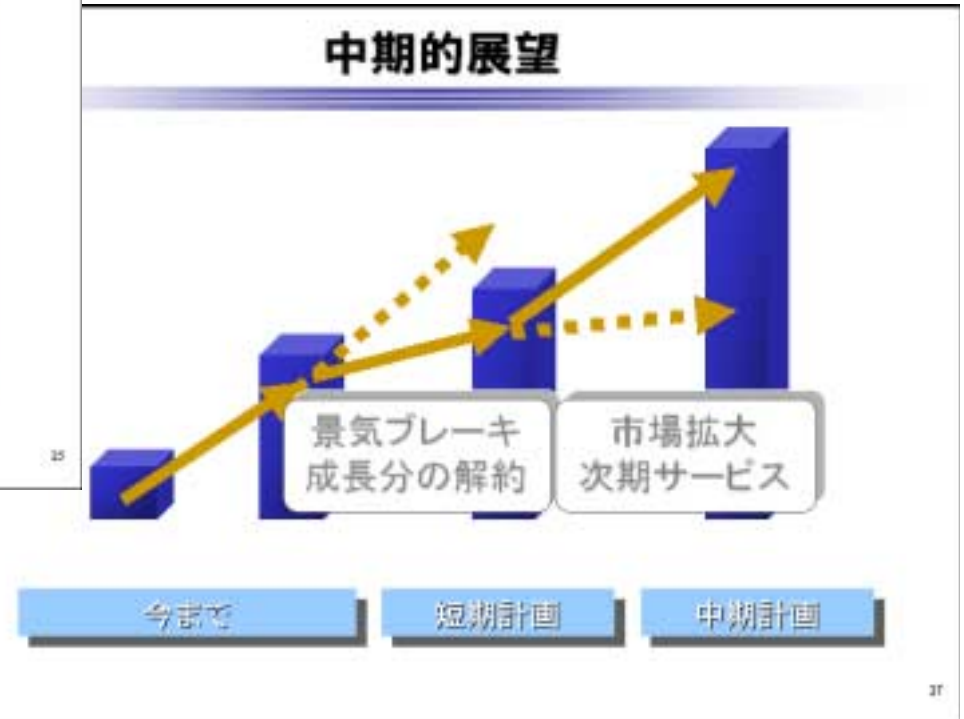 中期的展望
景気ブレーキ
成長分の解約
市場拡大
次期サービス
15
今まで
短期計画
中期計画
37